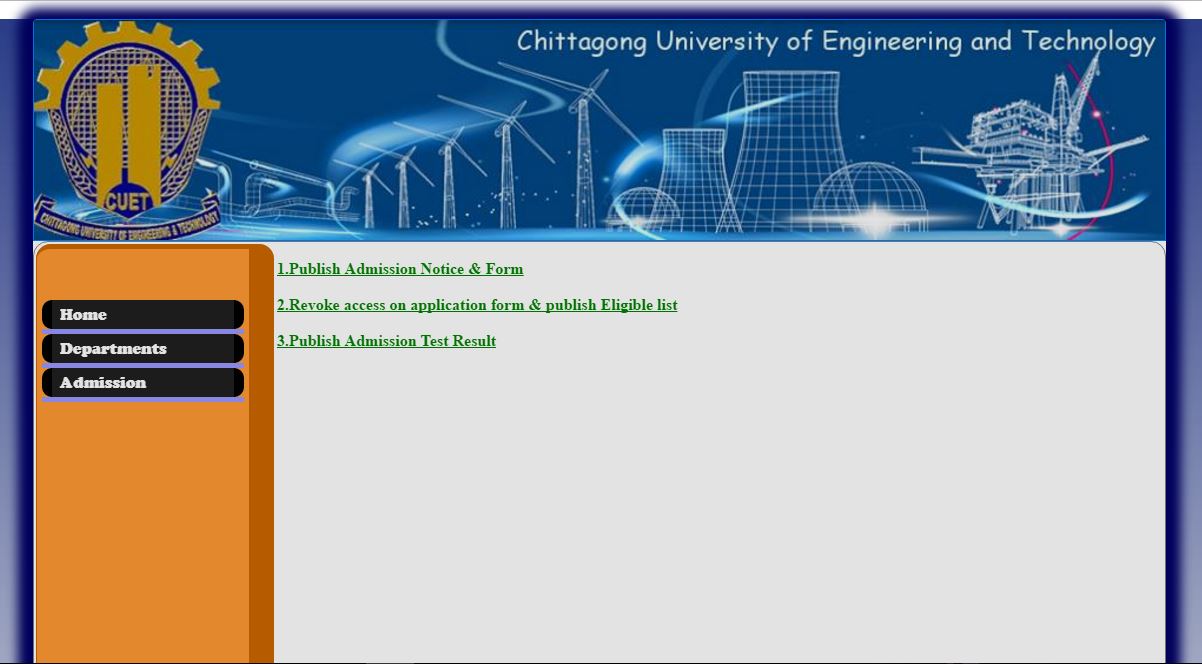 Chittagong University of Engineering and Technology
CUET
CHITTAGONG UNIVERSITY OF ENGINEERING & TECHNOLOGY
1.Publish Admission Notice & Form
2.Revoke access on application form & publish Eligible list
3.Publish Admission Test Result
Home
Departments
Admission